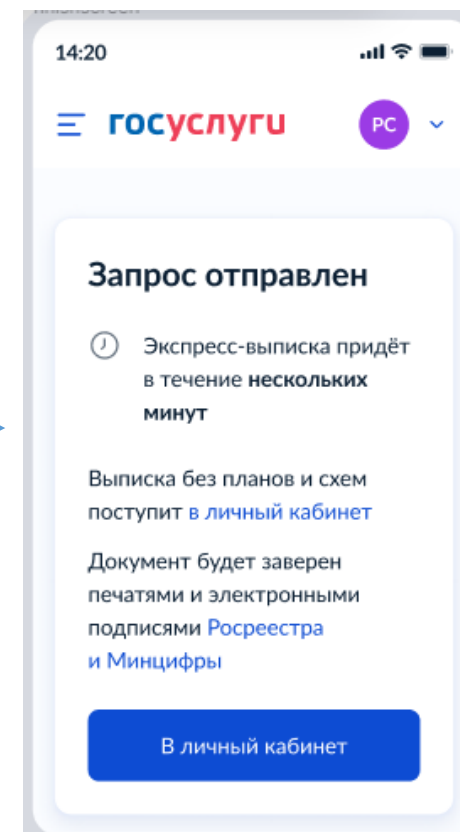 14:20
госуслуги
РС
Запрос отправлен
Экспресс-выписка придёт
в течение нескольких
минут
Выписка без планов и схем
поступит в личный кабинет
Документ будет заверен
печатями и электронными
подписями Росреестра
и Минцифры
В личный кабинет